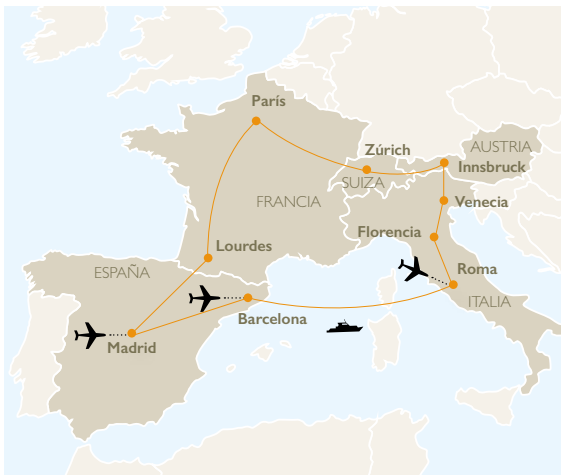 París
Zúrich
AUSTRIA
Innsbruck
SUIZA
FRANCIA
Venecia
Florencia
Lourdes
ESPAÑA
Roma
ITALIA
Barcelona
Madrid